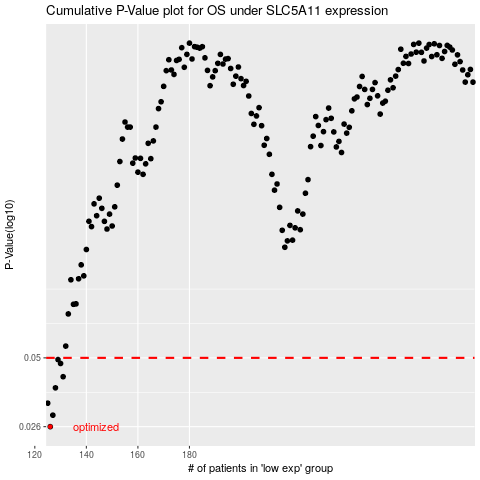 Cumulative P-Value plot for OS under SLC5A11 expression
P-Value(log10)
0.05
0.026
optimized
120 140 160 180
# of patients in 'low exp' group